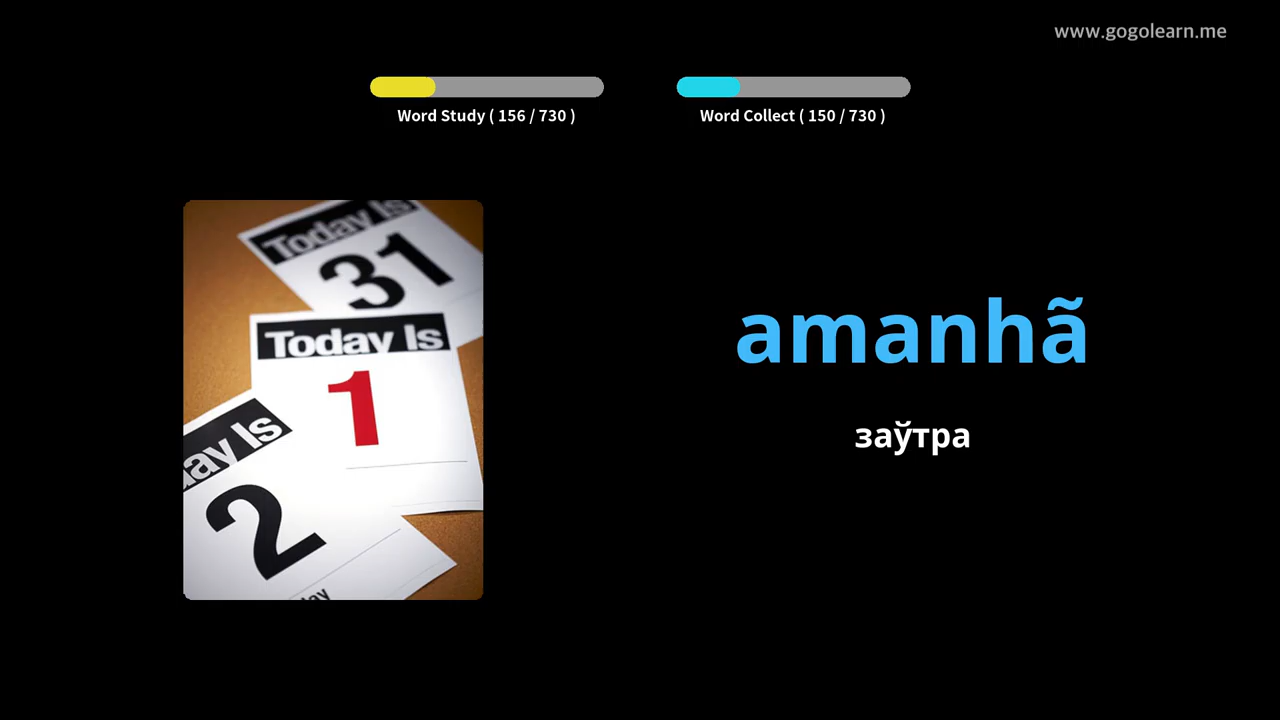 www.gogolearn.me
Word Study ( 156 / 730 )
Word Collect ( 150 / 730 )
Today Is
31
Today Is
1
ay Is
2
day
amanhã
заўтра